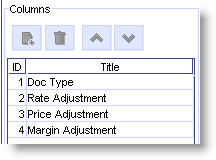 Columns
ID Title
1 Doc Type
2 Rate Adjustment
3 Price Adjustment
4 Margin Adjustment